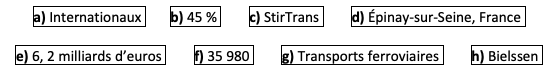 a) Internationaux b) 45 % c) StirTrans d) Épinay-sur-Seine, France
e) 6, 2 milliards d’euros f) 35 980 g) Transports ferroviaires h) Bielssen